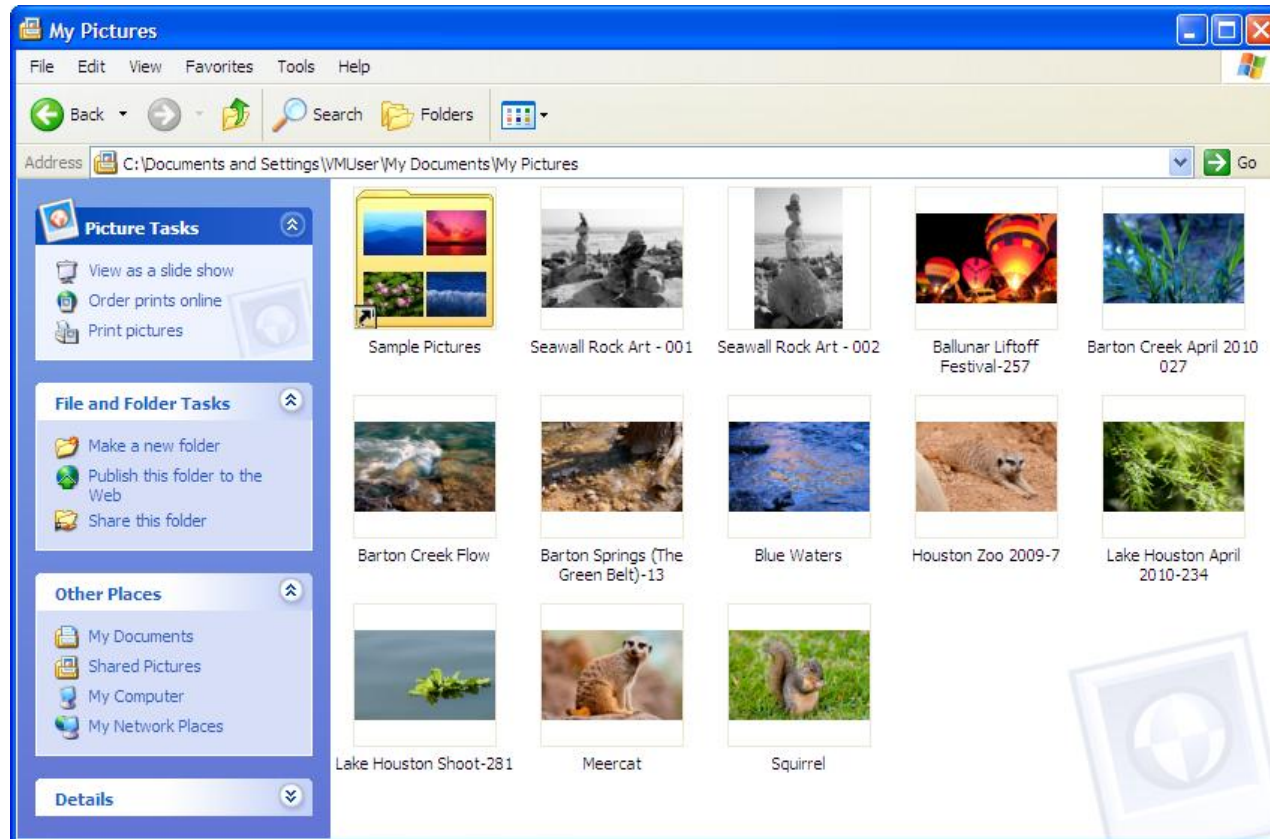 My Pictures
File Edit View Favorites Tools Help
Back Search Folders
Address C:\Documents and Settings\VMUser\My Documents\My Pictures Go
Picture Tasks
View as a slide show
Order prints online
Print pictures
File and Folder Tasks
Make a new folder
Publish this folder to the
Web
Share this folder
Other Places
My Documents
Shared Pictures
My Computer
My Network Places
Details
Sample Pictures
Seawall Rock Art - 001
Seawall Rock Art - 002
Ballunar Liftoff
Festival-257
Barton Creek April 2010
027
Barton Creek Flow
Barton Springs (The
Green Belt)-13
Blue Waters
Houston Zoo 2009-7
Lake Houston April
2010-234
Lake Houston Shoot-281
Meercat
Squirrel